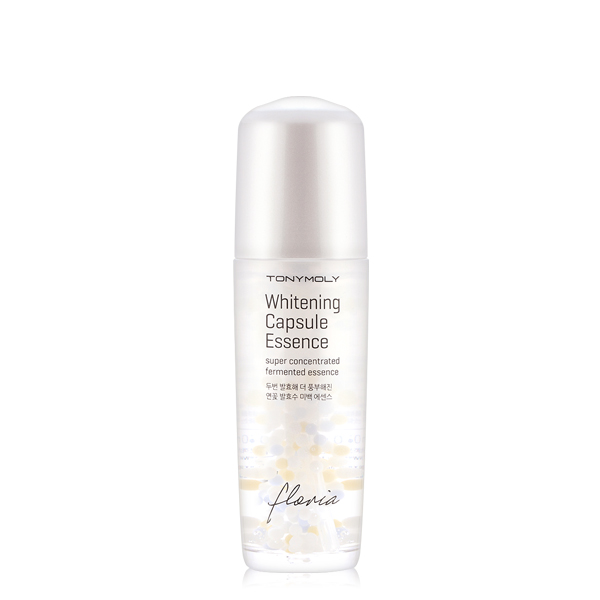 TONYMOLY
Whitening
Capsule
Essence
super concentrated
fermented essence
두번 발효해 더 풍부해진
연꽃 발효수 미백 에센스
floria